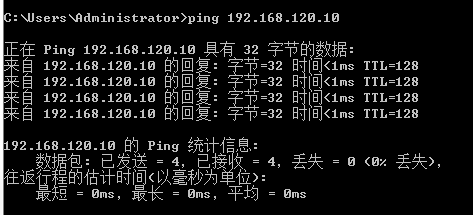 C:\Users\Administrator>ping 192.168.120.10
正在 Ping 192.168.120.10 具有 32 字节的数据:
来自 192.168.120.10 的回复: 字节=32 时间<1ms TTL=128
来自 192.168.120.10 的回复: 字节=32 时间<1ms TTL=128
来自 192.168.120.10 的回复: 字节=32 时间<1ms TTL=128
来自 192.168.120.10 的回复: 字节=32 时间<1ms TTL=128
192.168.120.10 的 Ping 统计信息:
数据包: 已发送 = 4，已接收 = 4，丢失 = 0 (0% 丢失)，
往返行程的估计时间(以毫秒为单位):
最短 = 0ms，最长 = 0ms，平均 = 0ms